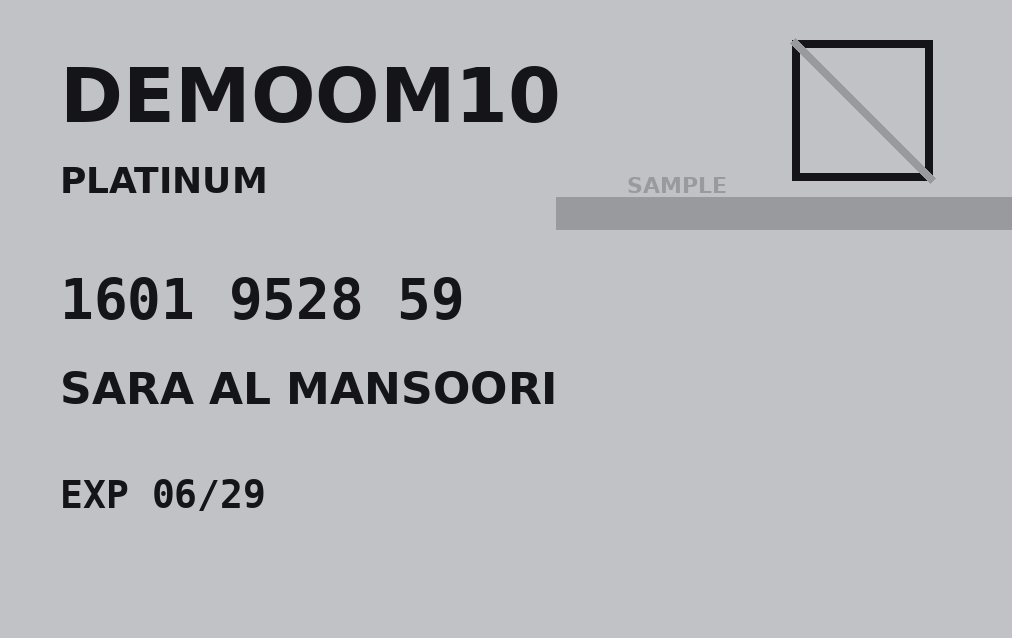 DEMOOM10
PLATINUM
SAMPLE
1601 9528 59
SARA AL MANSOORI
EXP 06/29